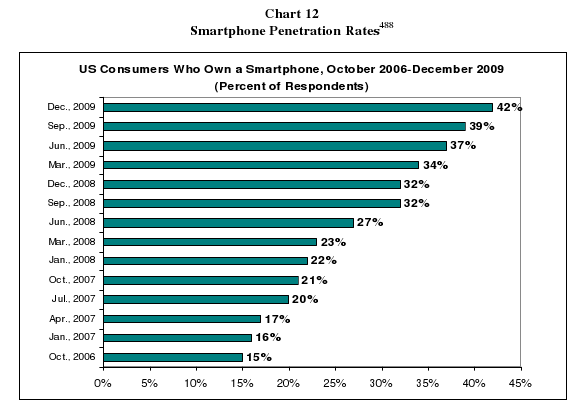 Chart 12
Smartphone Penetration Rates488
US Consumers Who Own a Smartphone, October 2006-December 2009
(Percent of Respondents)
Dec., 2009 42%
Sep., 2009 39%
Jun., 2009 37%
Mar., 2009 34%
Dec., 2008 32%
Sep., 2008 32%
Jun., 2008 27%
Mar., 2008 23%
Jan., 2008 22%
Oct., 2007 21%
Jul., 2007 20%
Apr., 2007 17%
Jan., 2007 16%
Oct., 2006 15%
0% 5% 10% 15% 20% 25% 30% 35% 40% 45%